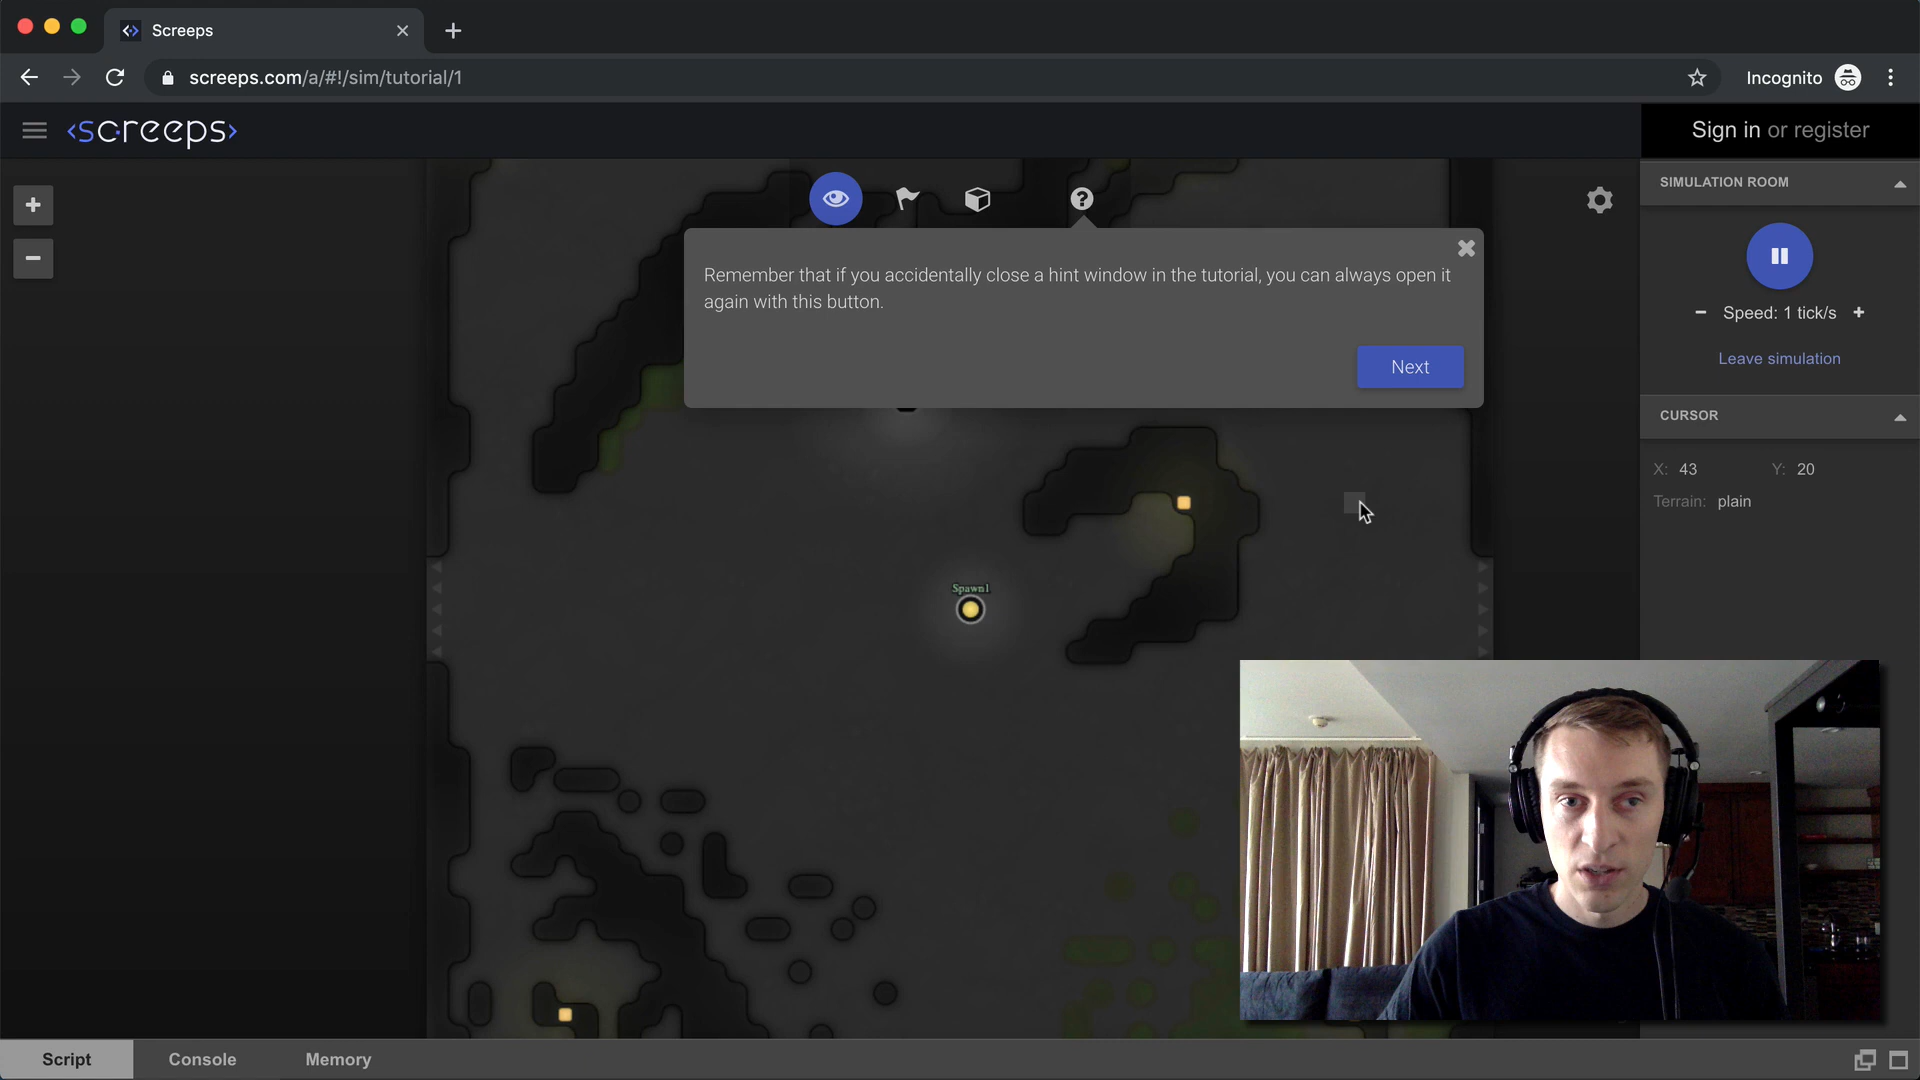 Screeps
screeps.com/a/#!/sim/tutorial/1
Incognito
<screeps>
Sign in or register
SIMULATION ROOM
Remember that if you accidentally close a hint window in the tutorial, you can always open it
again with this button.
Next
Speed: 1 tick/s
Leave simulation
CURSOR
X: 43 Y: 20
Terrain: plain
Spawn1
Script
Console
Memory